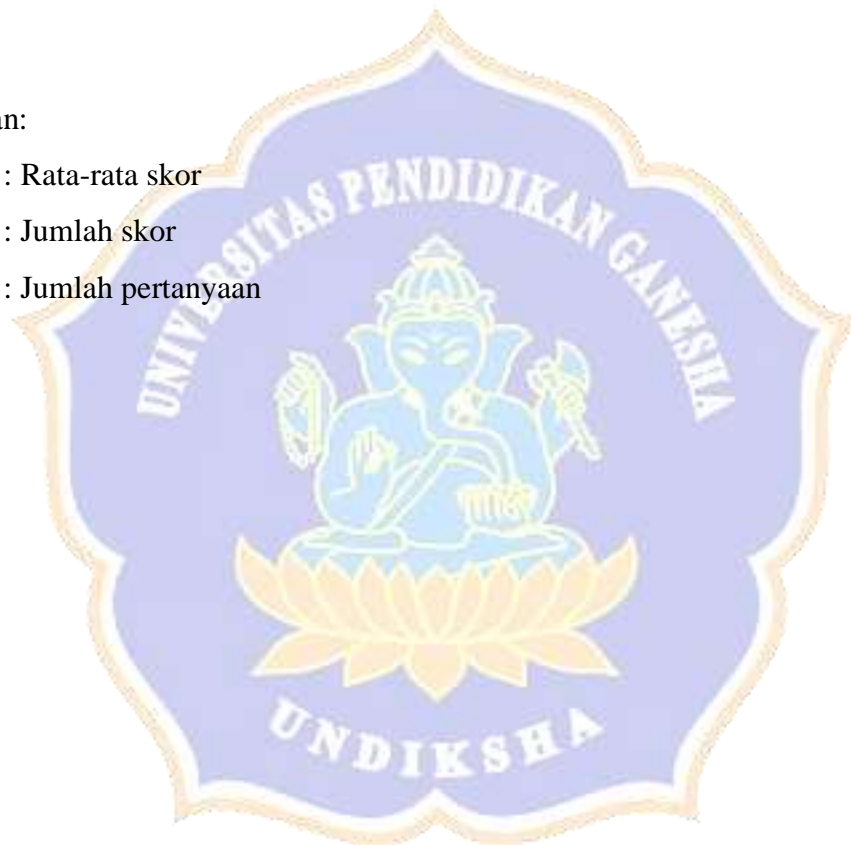 an:
: Rata-rata skor
: Jumlah skor
: Jumlah pertanyaan
UNIVERSITAS PENDIDIKAN GANESHA
UNDIKSHA